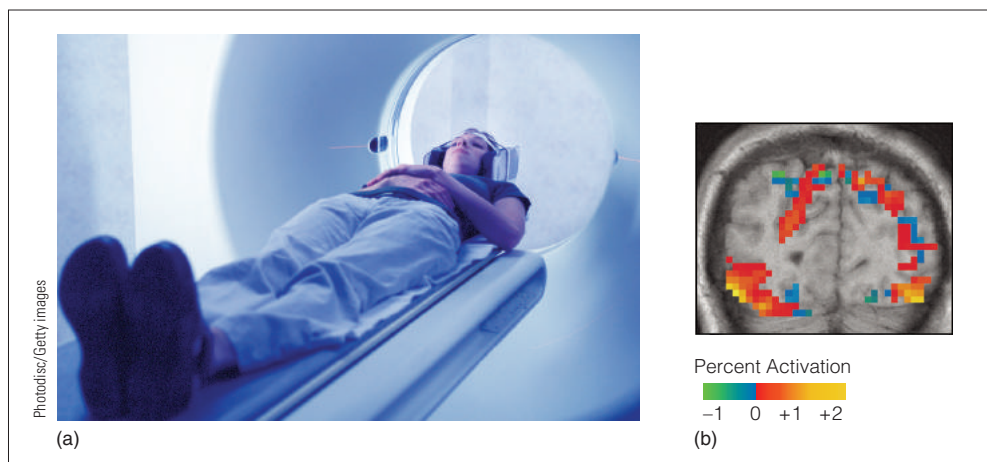 Photodisc/Getty images
(a)
Percent Activation
–1 0 +1 +2
(b)